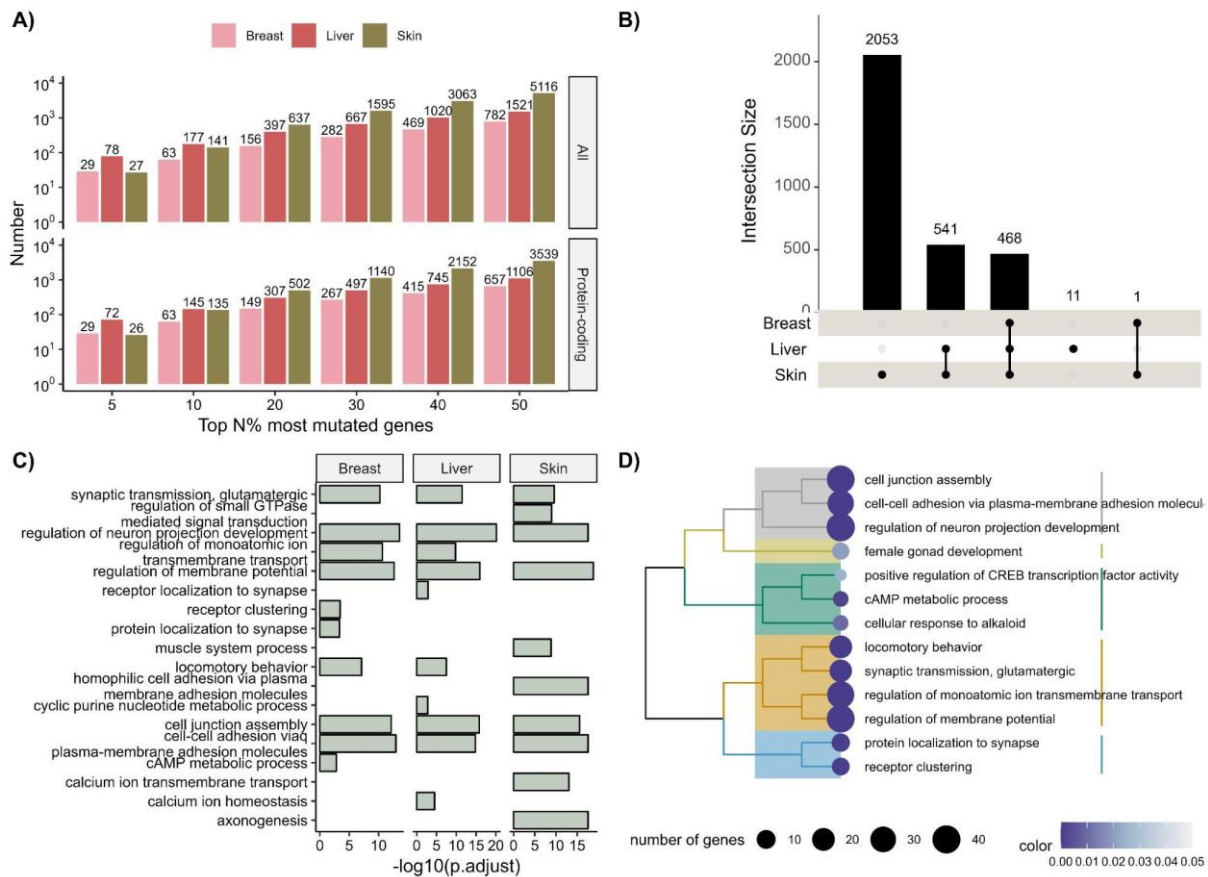 A)
Breast Liver Skin
Number
10^4
10^3
10^2
10^1
10^0
29 78 27 63 177 141 156 397 637 282 667 1595 469 1020 3063 782 1521 5116
All
10^4
10^3
10^2
10^1
10^0
29 72 26 63 145 135 149 307 502 267 497 1140 415 745 2152 657 1106 3539
Protein-coding
5 10 20 30 40 50
Top N% most mutated genes
B)
Intersection Size
2000
1500
1000
500
0
2053 541 468 11 1
Breast
Liver
Skin
C)
Breast Liver Skin
synaptic transmission, glutamatergic
regulation of small GTPase
mediated signal transduction
regulation of neuron projection development
regulation of monoatomic ion
transmembrane transport
regulation of membrane potential
receptor localization to synapse
receptor clustering
protein localization to synapse
muscle system process
locomotory behavior
homophilic cell adhesion via plasma
membrane adhesion molecules
cyclic purine nucleotide metabolic process
cell junction assembly
cell-cell adhesion viaq
plasma-membrane adhesion molecules
cAMP metabolic process
calcium ion transmembrane transport
calcium ion homeostasis
axonogenesis
0 5 10 0 5 10 15 20 0 5 10 15
-log10(p.adjust)
D)
cell junction assembly
cell-cell adhesion via plasma-membrane adhesion molecul
regulation of neuron projection development
female gonad development
positive regulation of CREB transcription factor activity
cAMP metabolic process
cellular response to alkaloid
locomotory behavior
synaptic transmission, glutamatergic
regulation of monoatomic ion transmembrane transport
regulation of membrane potential
protein localization to synapse
receptor clustering
number of genes 10 20 30 40
color
0.00 0.01 0.02 0.03 0.04 0.05